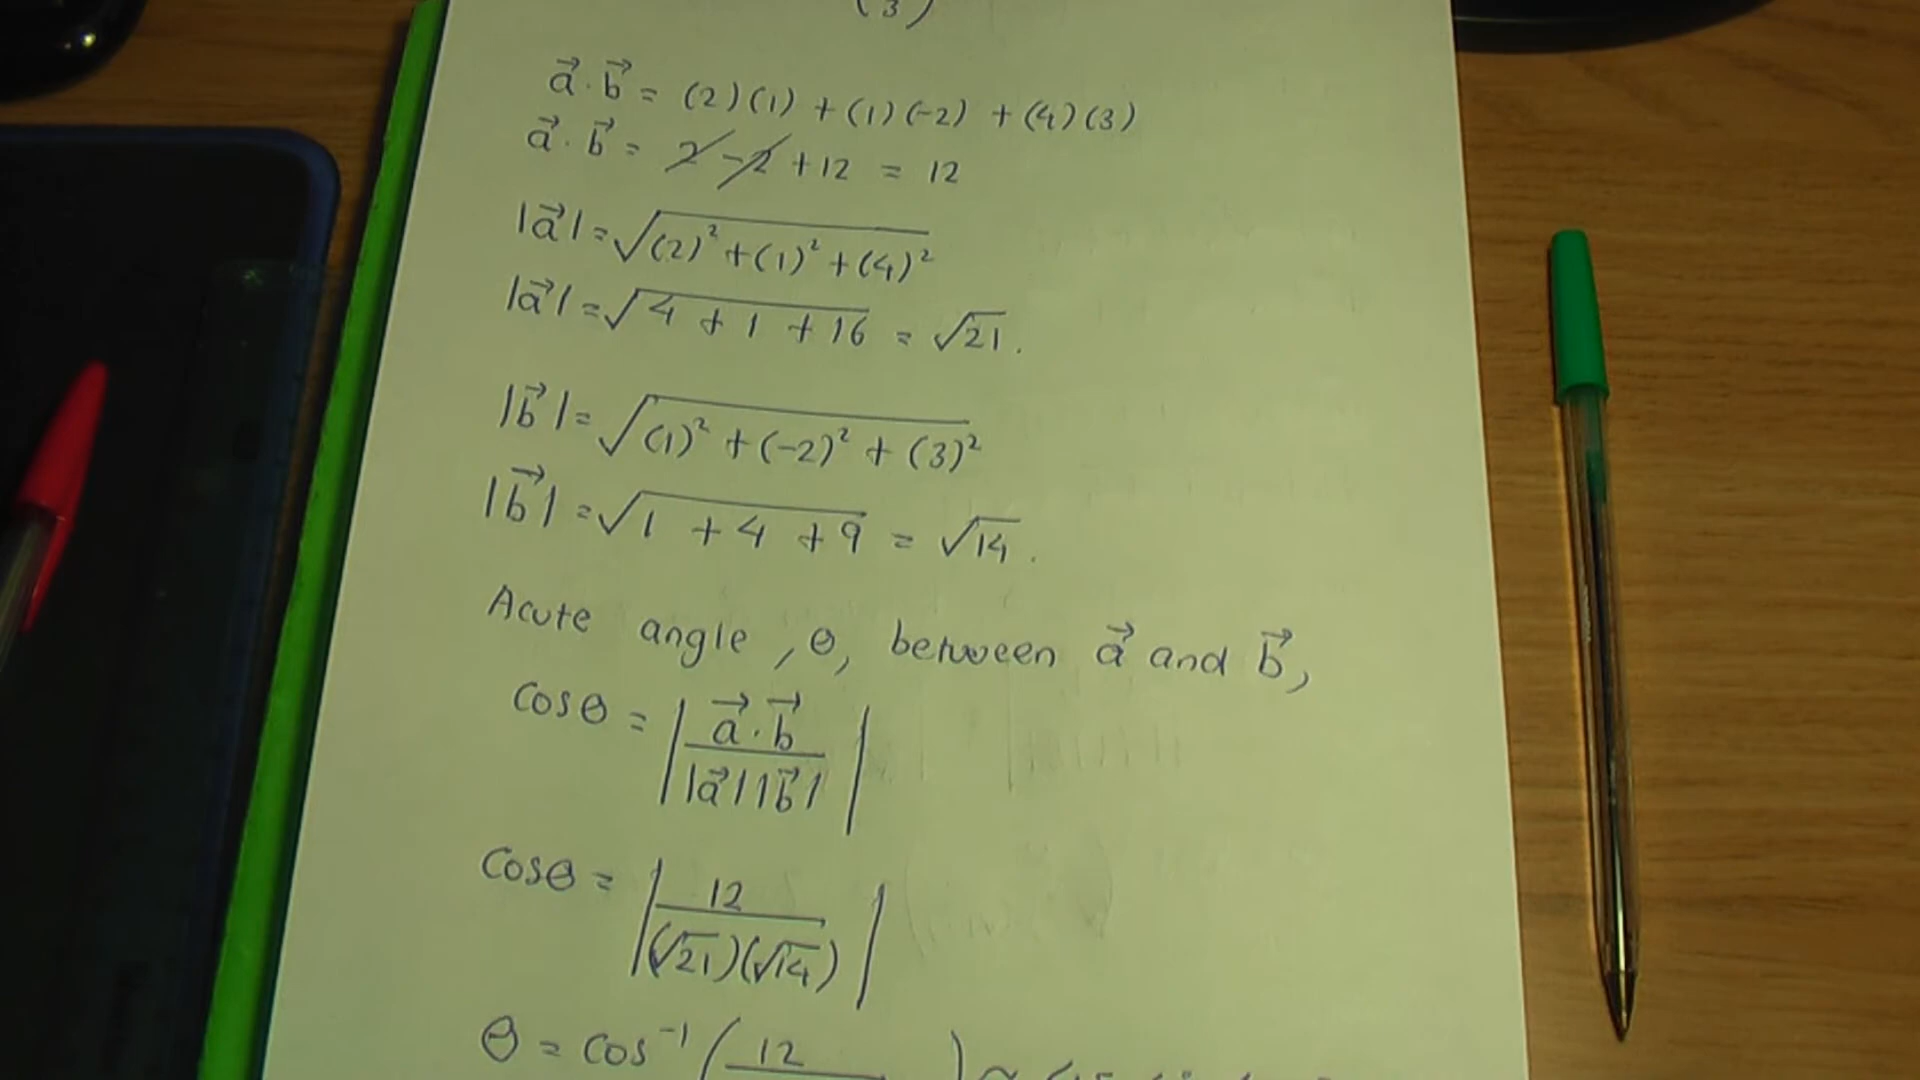 (3)
a⃗ · b⃗ = (2)(1) + (1)(-2) + (4)(3)
a⃗ · b⃗ = 2 - 2 + 12 = 12
|a⃗| = √((2)² + (1)² + (4)²)
|a⃗| = √(4 + 1 + 16) = √21.
|b⃗| = √((1)² + (-2)² + (3)²)
|b⃗| = √(1 + 4 + 9) = √14.
Acute angle, θ, between a⃗ and b⃗,
cosθ = | a⃗ · b⃗ / |a⃗||b⃗| |
cosθ = | 12 / (√21)(√14) |
θ = cos⁻¹ ( 12 ) ≈